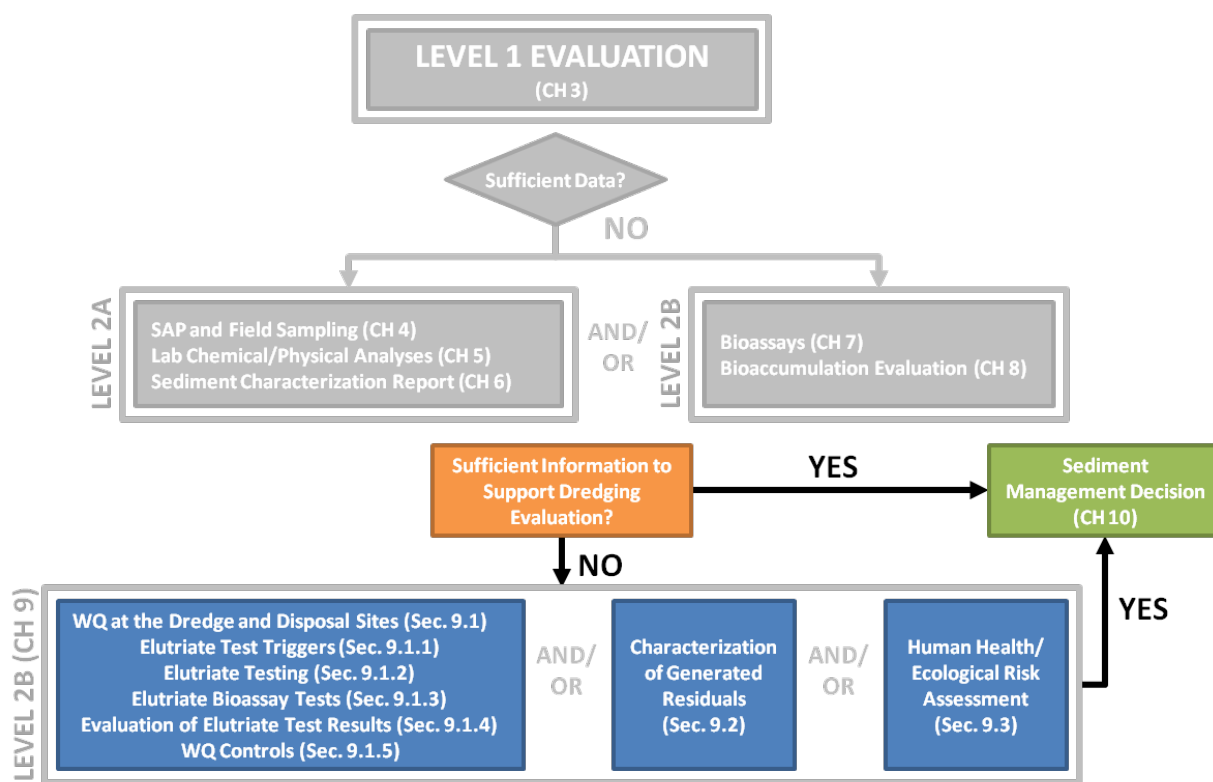 LEVEL 1 EVALUATION
(CH 3)
Sufficient Data?
NO
LEVEL 2A
SAP and Field Sampling (CH 4)
Lab Chemical/Physical Analyses (CH 5)
Sediment Characterization Report (CH 6)
AND/
OR
LEVEL 2B
Bioassays (CH 7)
Bioaccumulation Evaluation (CH 8)
Sufficient Information to
Support Dredging
Evaluation?
YES
Sediment
Management Decision
(CH 10)
NO
YES
LEVEL 2B (CH 9)
WQ at the Dredge and Disposal Sites (Sec. 9.1)
Elutriate Test Triggers (Sec. 9.1.1)
Elutriate Testing (Sec. 9.1.2)
Elutriate Bioassay Tests (Sec. 9.1.3)
Evaluation of Elutriate Test Results (Sec. 9.1.4)
WQ Controls (Sec. 9.1.5)
AND/
OR
Characterization
of Generated
Residuals
(Sec. 9.2)
AND/
OR
Human Health/
Ecological Risk
Assessment
(Sec. 9.3)